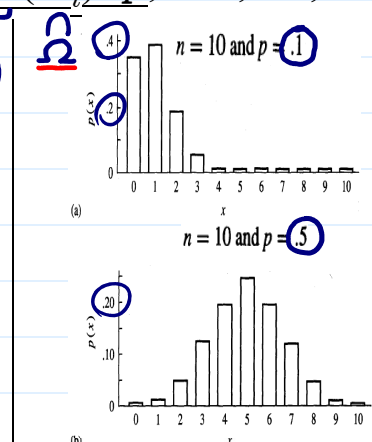 Ω
n = 10 and p = .1
.4
.2
0
p(x)
0 1 2 3 4 5 6 7 8 9 10
(a)
x
n = 10 and p = .5
.20
.10
0
p(x)
0 1 2 3 4 5 6 7 8 9 10